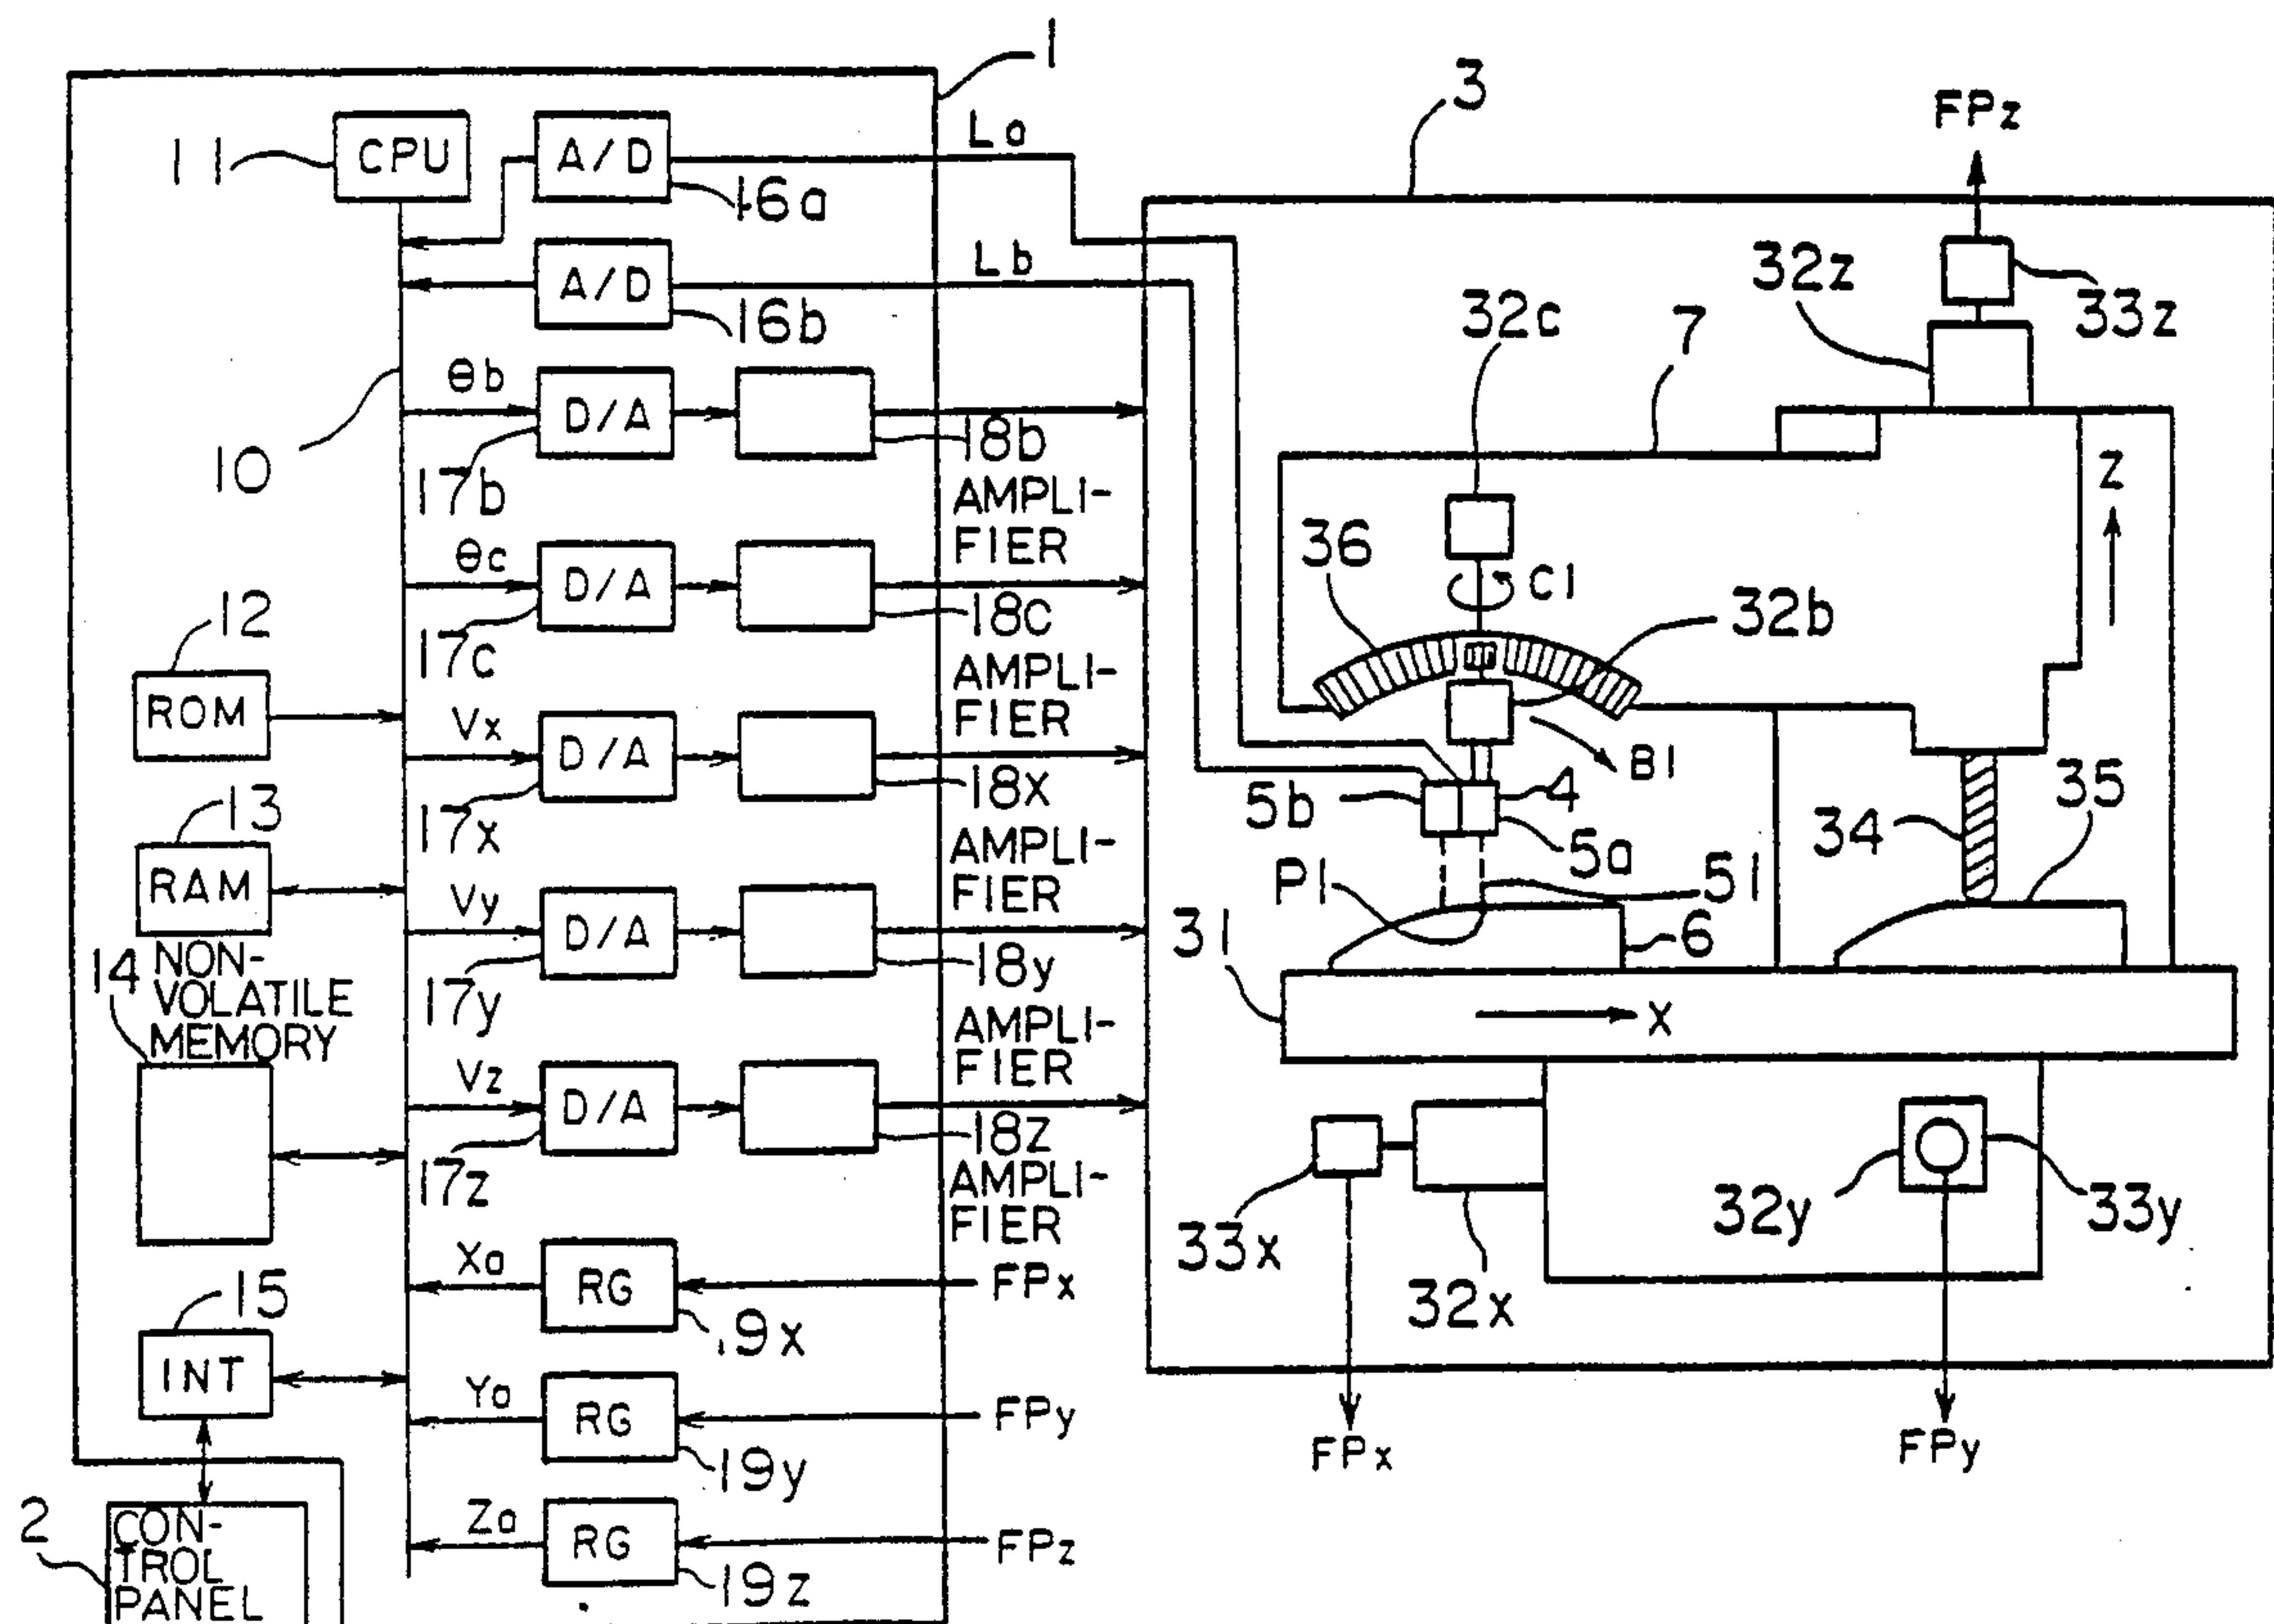 1
11
CPU
A/D
16a
La
A/D
16b
Lb
10
θb
D/A
17b
18b
AMPLI-
FIER
θc
D/A
17c
18c
AMPLI-
FIER
12
ROM
Vx
D/A
17x
18x
AMPLI-
FIER
13
RAM
Vy
D/A
17y
18y
AMPLI-
FIER
14
NON-
VOLATILE
MEMORY
Vz
D/A
17z
18z
AMPLI-
FIER
Xa
RG
19x
FPx
15
INT
Ya
RG
19y
FPy
Za
RG
19z
FPz
2
CON-
TROL
PANEL
3
FPz
33z
32z
32c
7
Z
36
C1
32b
B1
5b
4
5a
P1
51
6
34
35
31
X
33x
32x
32y
33y
FPx
FPy